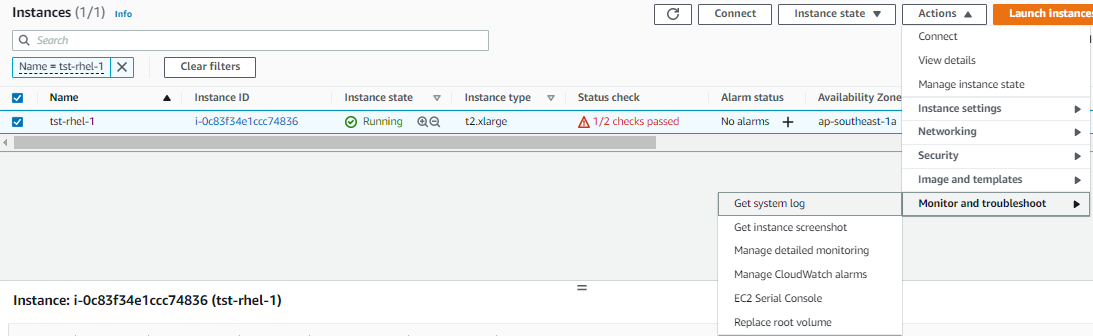 Instances (1/1) Info
Connect
Instance state
Actions
Launch instances
Search
Name = tst-rhel-1
Clear filters
Name Instance ID Instance state Instance type Status check Alarm status Availability Zone
tst-rhel-1 i-0c83f34e1ccc74836 Running t2.xlarge 1/2 checks passed No alarms ap-southeast-1a
Connect
View details
Manage instance state
Instance settings
Networking
Security
Image and templates
Monitor and troubleshoot
Get system log
Get instance screenshot
Manage detailed monitoring
Manage CloudWatch alarms
EC2 Serial Console
Replace root volume
Instance: i-0c83f34e1ccc74836 (tst-rhel-1)